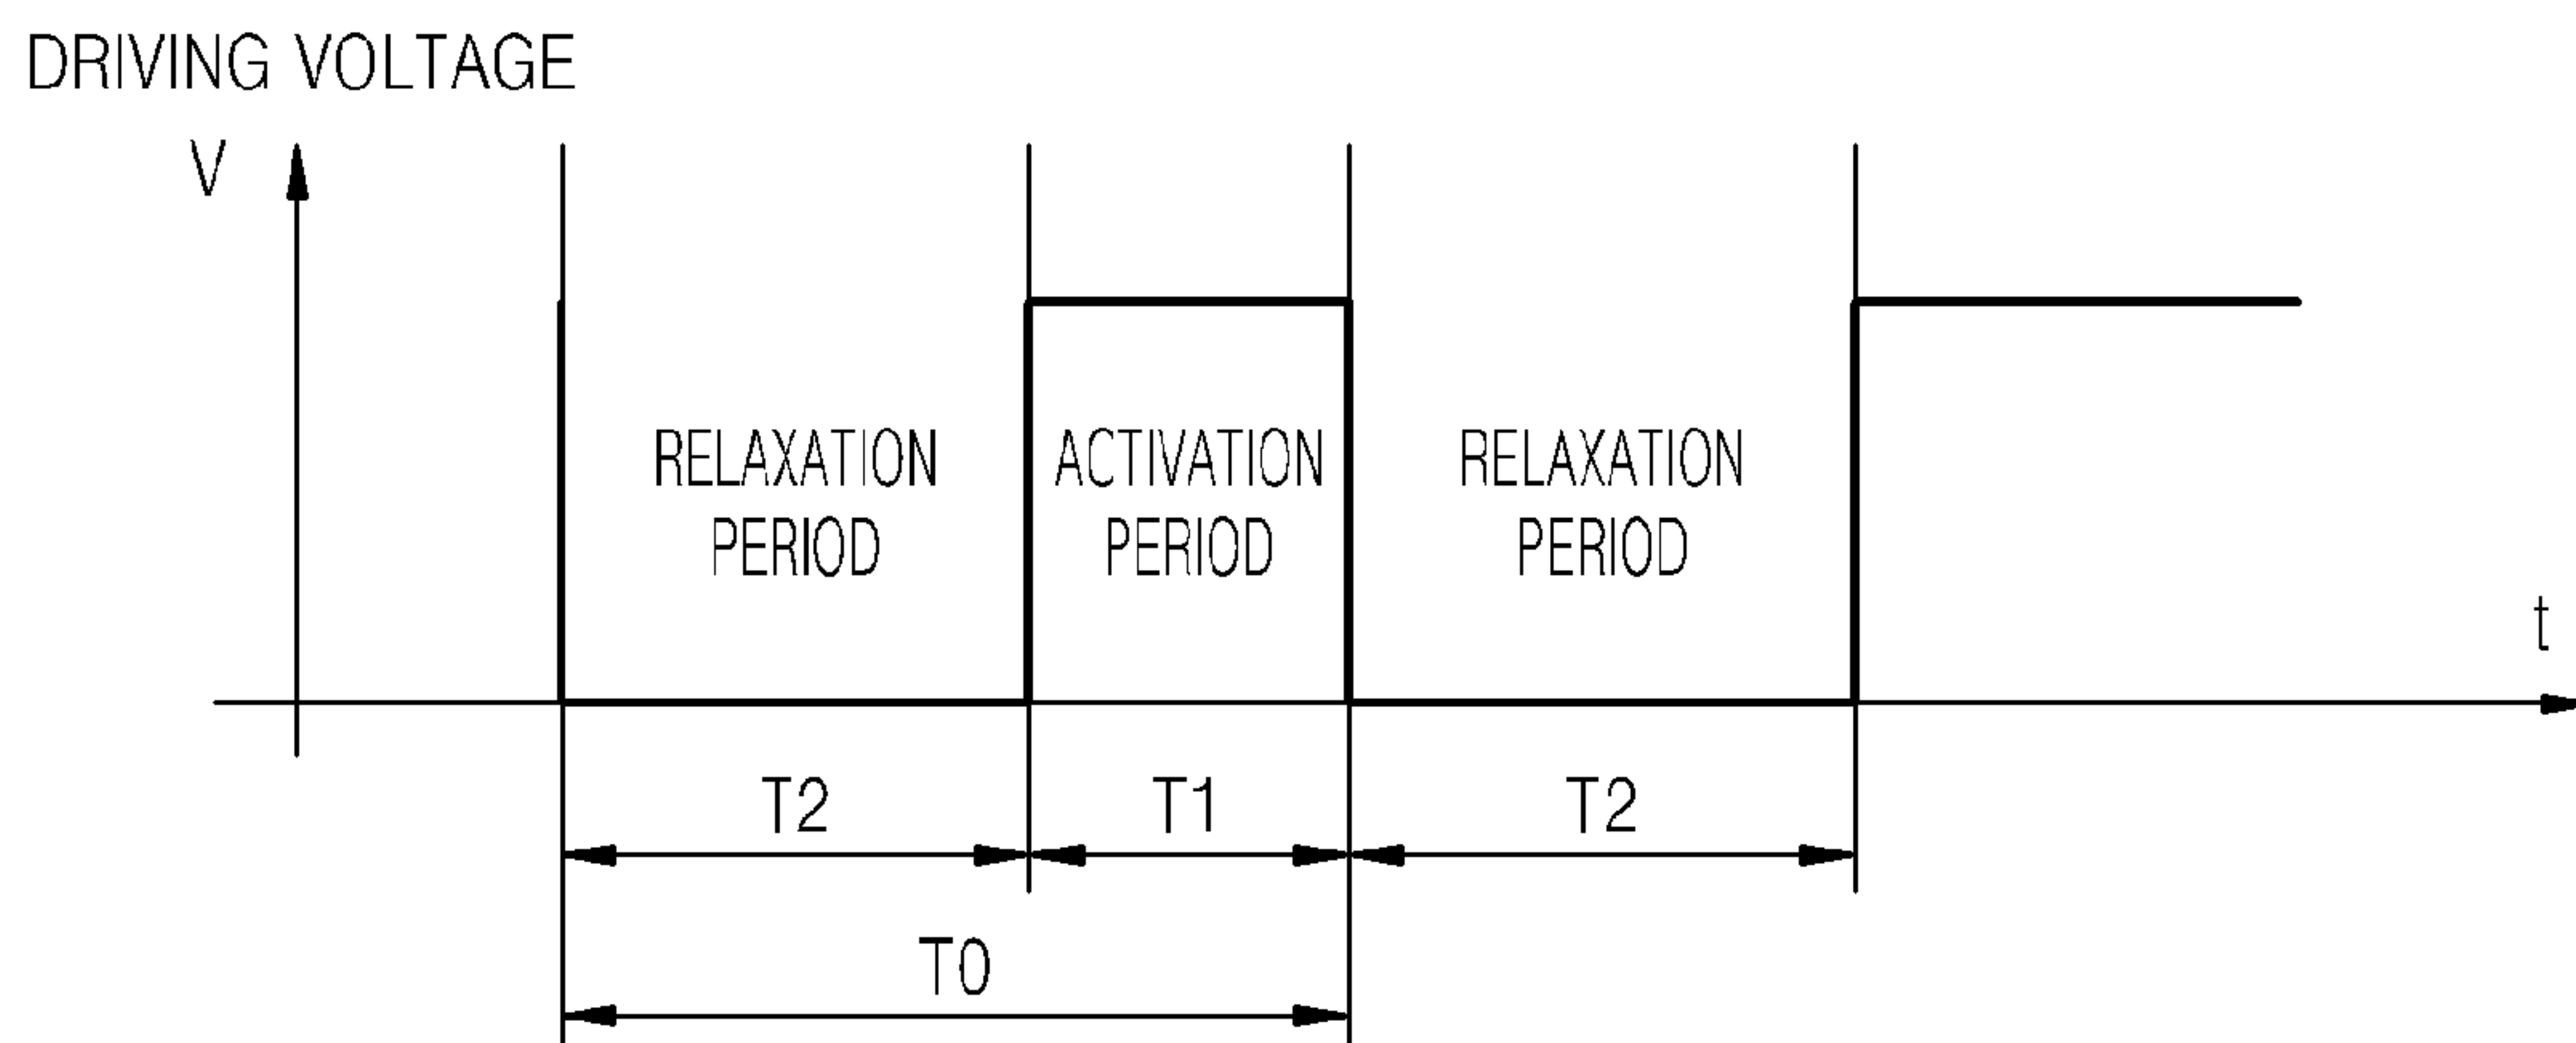 DRIVING VOLTAGE
V
RELAXATION
PERIOD
ACTIVATION
PERIOD
RELAXATION
PERIOD
t
T2
T1
T2
T0